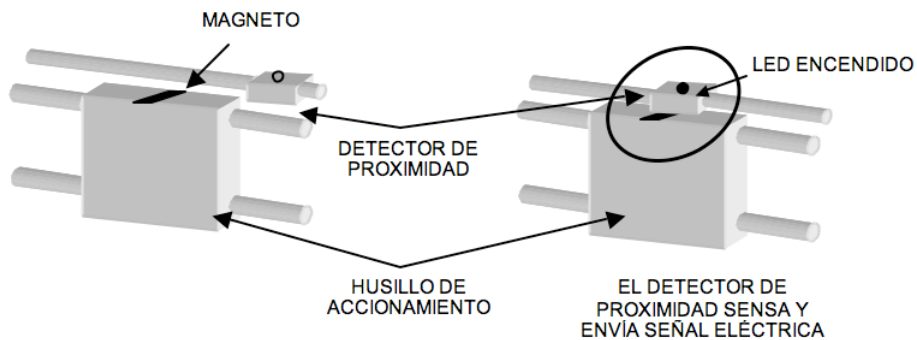 MAGNETO
LED ENCENDIDO
DETECTOR DE
PROXIMIDAD
HUSILLO DE
ACCIONAMIENTO
EL DETECTOR DE
PROXIMIDAD SENSA Y
ENVÍA SEÑAL ELÉCTRICA